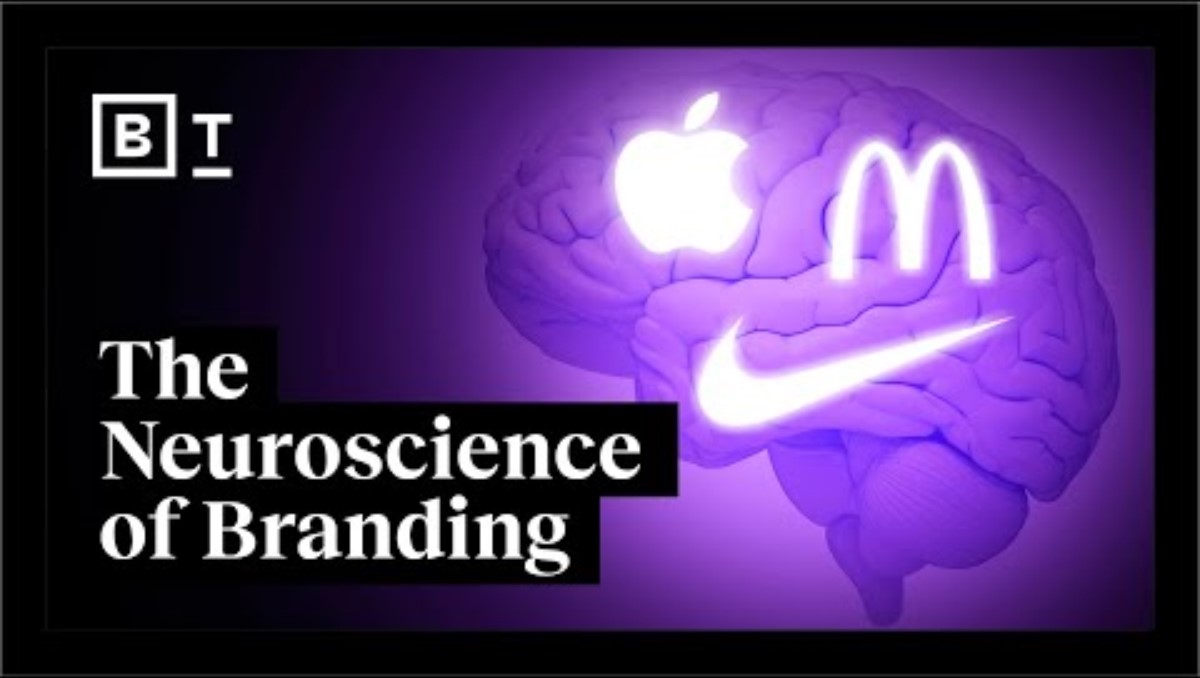 B T
The
Neuroscience
of Branding